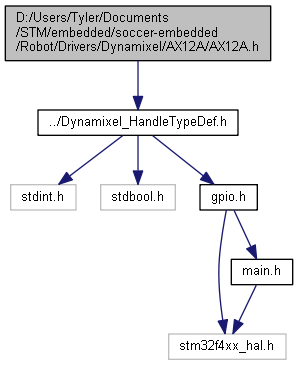 D:/Users/Tyler/Documents
/STM/embedded/soccer-embedded
/Robot/Drivers/Dynamixel/AX12A/AX12A.h
../Dynamixel_HandleTypeDef.h
stdint.h
stdbool.h
gpio.h
main.h
stm32f4xx_hal.h